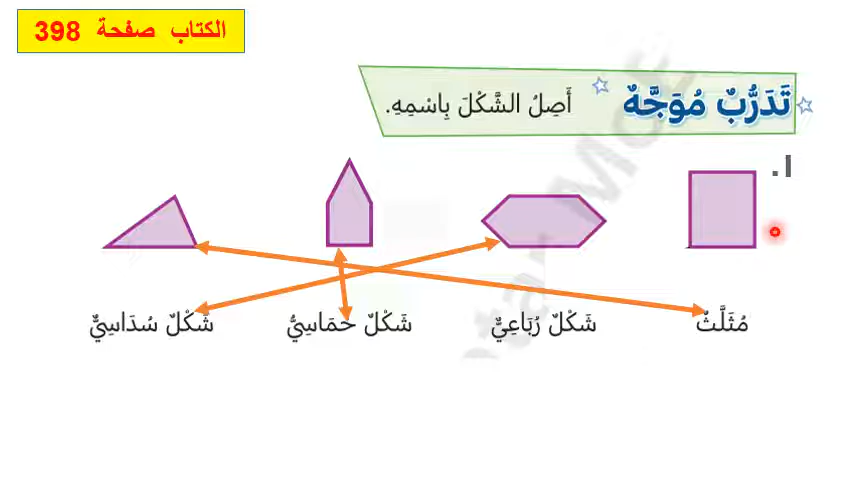 الكتاب صفحة 398
تَدَرُّبٌ مُوَجَّهٌ أَصِلُ الشَّكْلَ بِاسْمِهِ.
١.
مُثَلَّثٌ شَكْلٌ رُبَاعِيٌّ شَكْلٌ خُمَاسِيٌّ شَكْلٌ سُدَاسِيٌّ